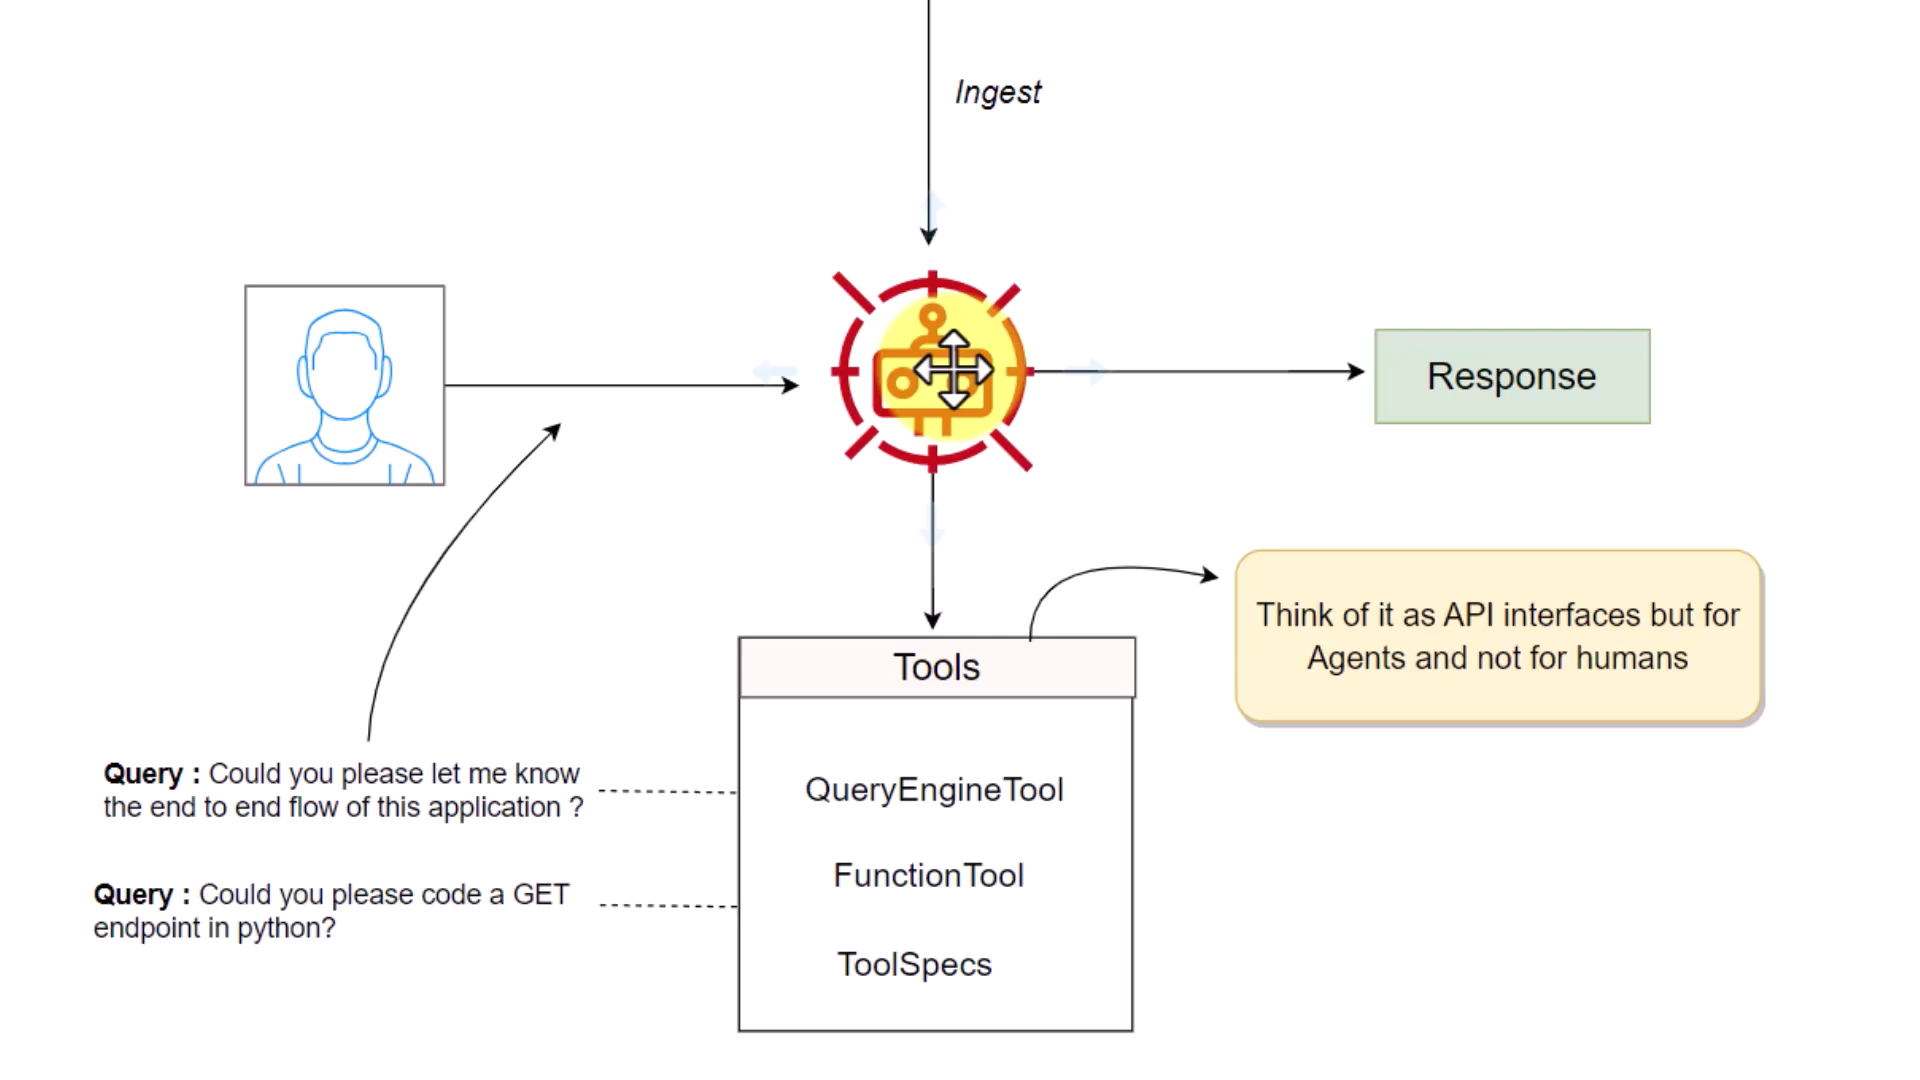 Ingest
Response
Think of it as API interfaces but for
Agents and not for humans
Tools
QueryEngineTool
FunctionTool
ToolSpecs
Query : Could you please let me know
the end to end flow of this application ?
Query : Could you please code a GET
endpoint in python?